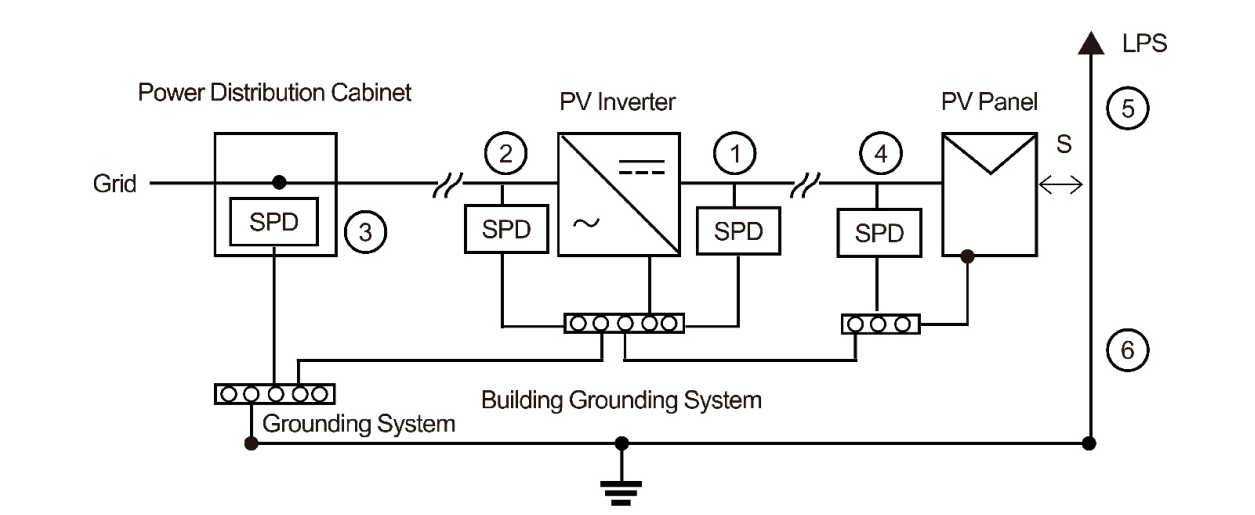 LPS
Power Distribution Cabinet
PV Inverter
PV Panel
5
2
1
4
S
Grid
SPD
3
SPD
SPD
SPD
6
Building Grounding System
Grounding System